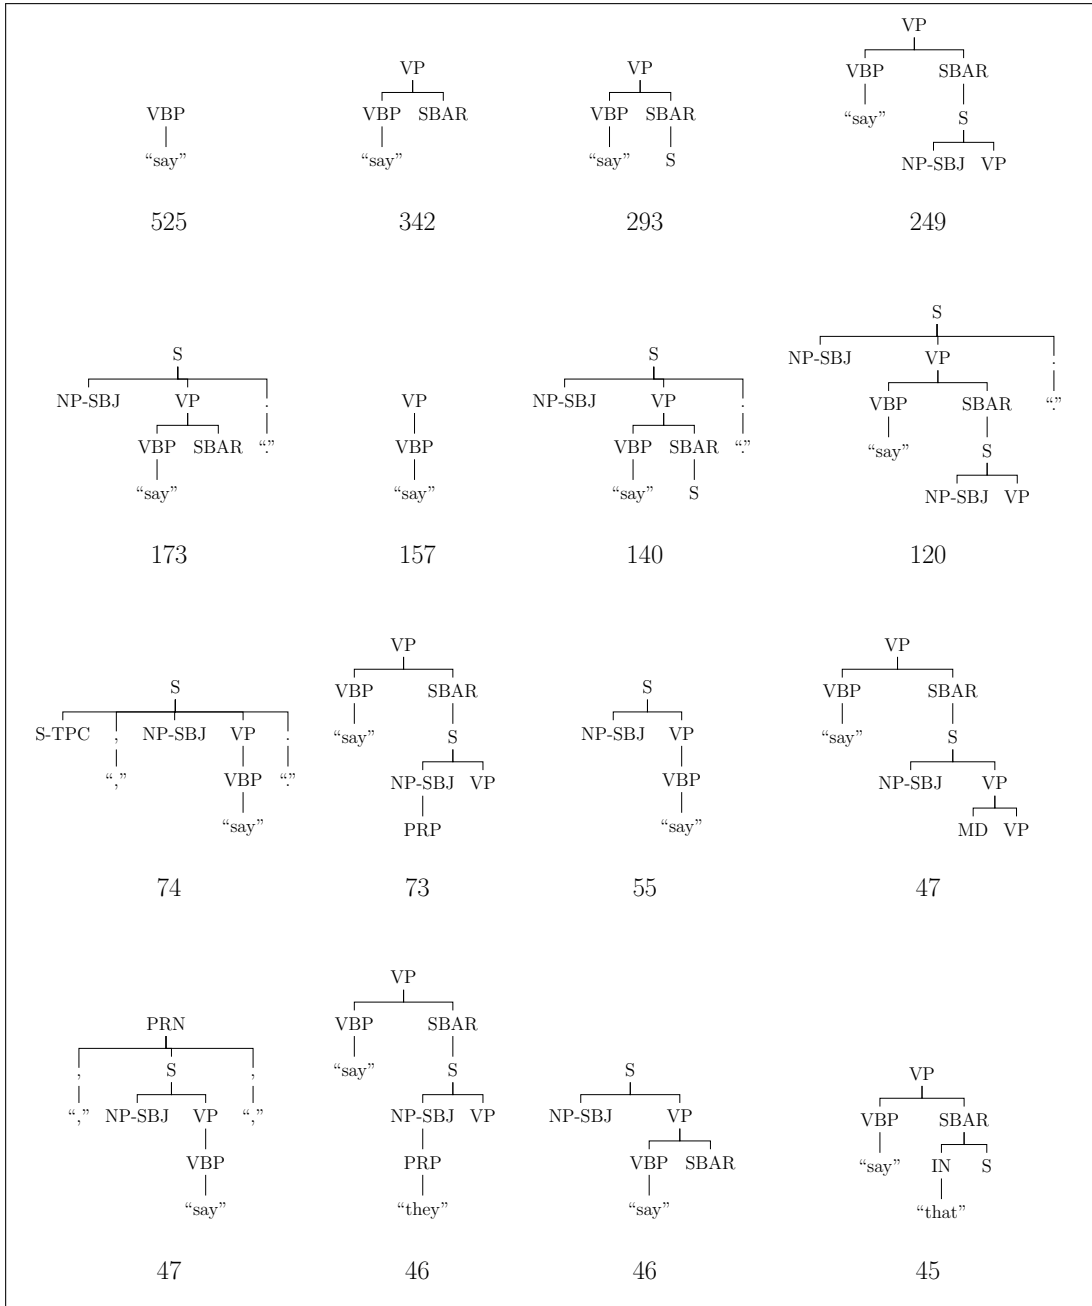 VP
VBP SBAR
“say” S
NP-SBJ VP
VP
VBP SBAR
“say”
VP
VBP SBAR
“say” S
VBP
“say”
525 342 293 249
S
NP-SBJ VP .
VBP SBAR “.”
“say” S
NP-SBJ VP
S
NP-SBJ VP .
VBP SBAR “.”
“say”
VP
VBP
“say”
S
NP-SBJ VP .
VBP SBAR “.”
“say” S
173 157 140 120
S
S-TPC , NP-SBJ VP .
“,” VBP “.”
“say”
VP
VBP SBAR
“say” S
NP-SBJ VP
PRP
S
NP-SBJ VP
VBP
“say”
VP
VBP SBAR
“say” S
NP-SBJ VP
MD VP
74 73 55 47
PRN
, S ,
“,” NP-SBJ VP “,”
VBP
“say”
VP
VBP SBAR
“say” S
NP-SBJ VP
PRP
“they”
S
NP-SBJ VP
VBP SBAR
“say”
VP
VBP SBAR
“say” IN S
“that”
47 46 46 45